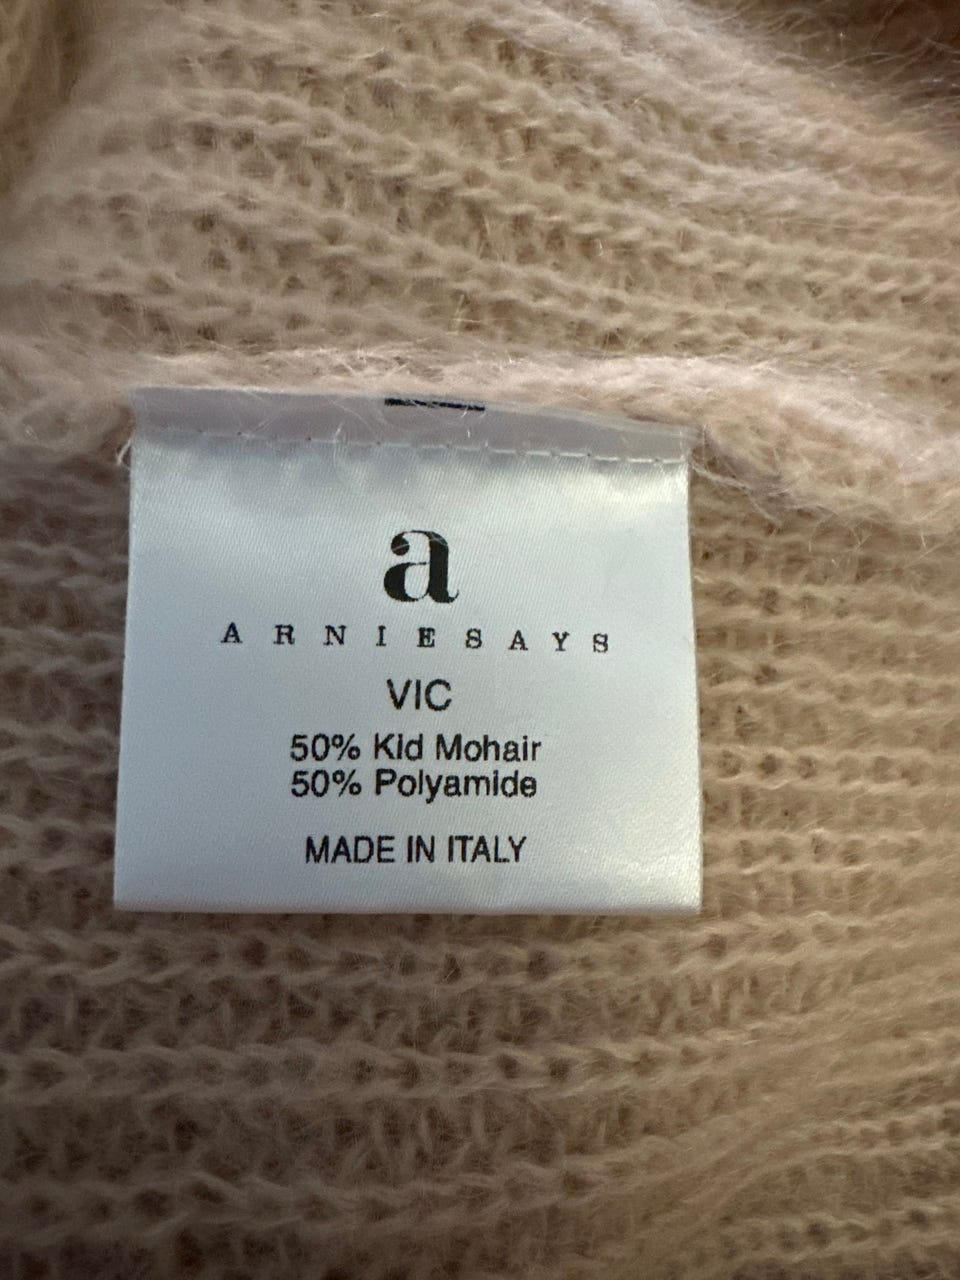 a
ARNIESAYS
VIC
50% Kid Mohair
50% Polyamide
MADE IN ITALY